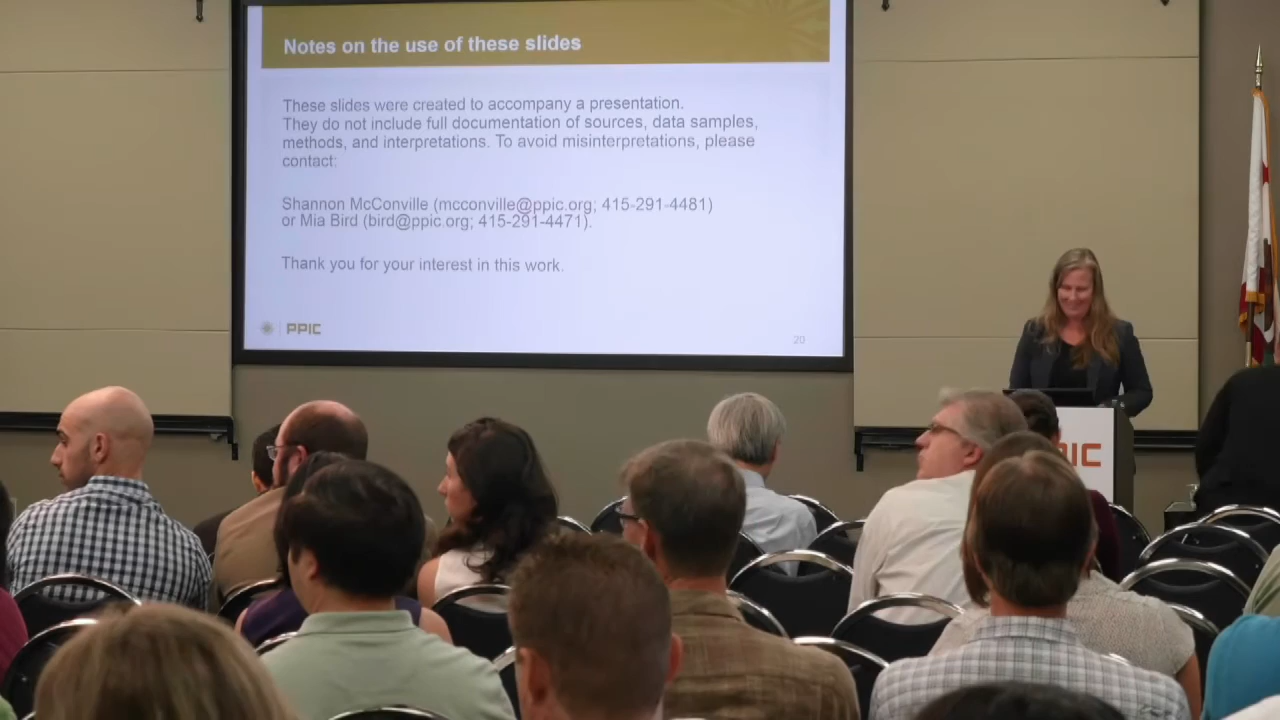 Notes on the use of these slides
These slides were created to accompany a presentation.
They do not include full documentation of sources, data samples,
methods, and interpretations. To avoid misinterpretations, please
contact:
Shannon McConville (mcconville@ppic.org; 415-291-4481)
or Mia Bird (bird@ppic.org; 415-291-4471).
Thank you for your interest in this work.
PPIC
20
IC